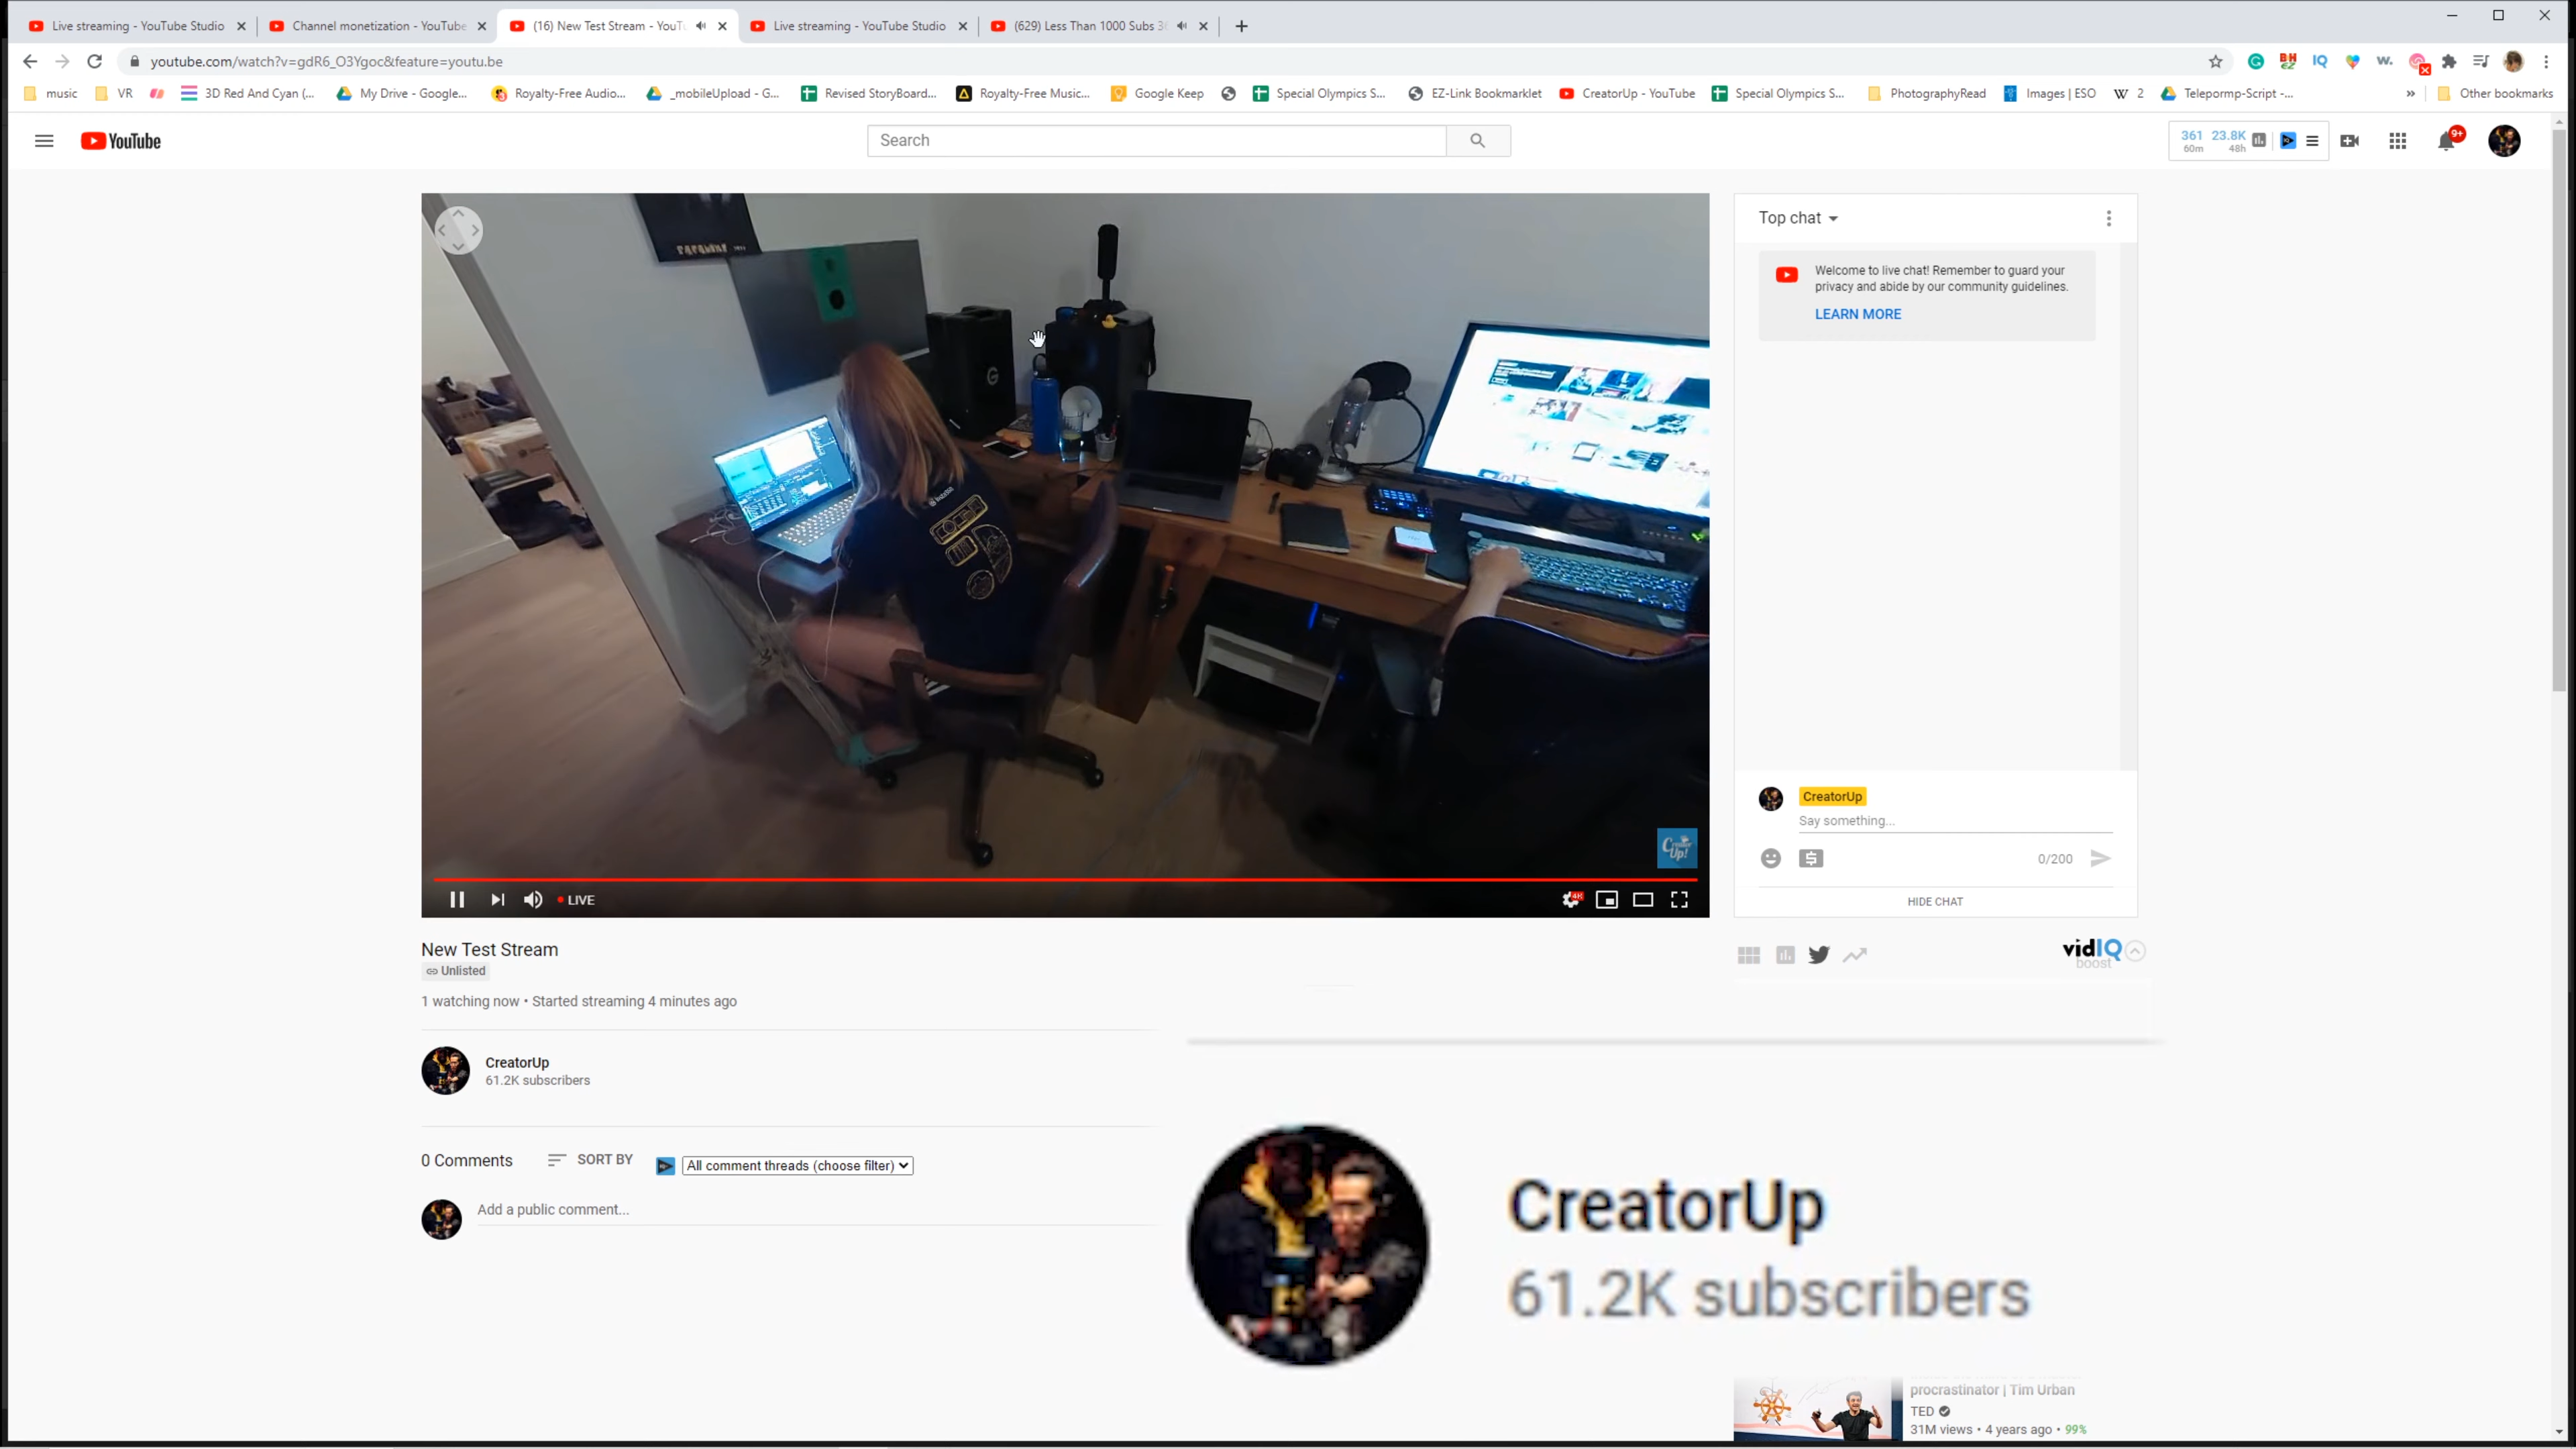 Live streaming - YouTube Studio
Channel monetization - YouTube
(16) New Test Stream - YouTu
Live streaming - YouTube Studio
(629) Less Than 1000 Subs 36
youtube.com/watch?v=gdR6_O3Ygoc&feature=youtu.be
music
VR
3D Red And Cyan (...
My Drive - Google...
Royalty-Free Audio...
_mobileUpload - G...
Revised StoryBoard...
Royalty-Free Music...
Google Keep
Special Olympics S...
EZ-Link Bookmarklet
CreatorUp - YouTube
Special Olympics S...
PhotographyRead
Images | ESO
W 2
Telepormp-Script -...
»
Other bookmarks
YouTube
Search
361 23.8K
60m 48h
9+
Top chat
Welcome to live chat! Remember to guard your
privacy and abide by our community guidelines.
LEARN MORE
CreatorUp
Say something...
0/200
HIDE CHAT
Creator Up!
LIVE
New Test Stream
Unlisted
1 watching now • Started streaming 4 minutes ago
vidIQ
boost
CreatorUp
61.2K subscribers
0 Comments
SORT BY
All comment threads (choose filter)
Add a public comment...
CreatorUp
61.2K subscribers
procrastinator | Tim Urban
TED
31M views • 4 years ago • 99%